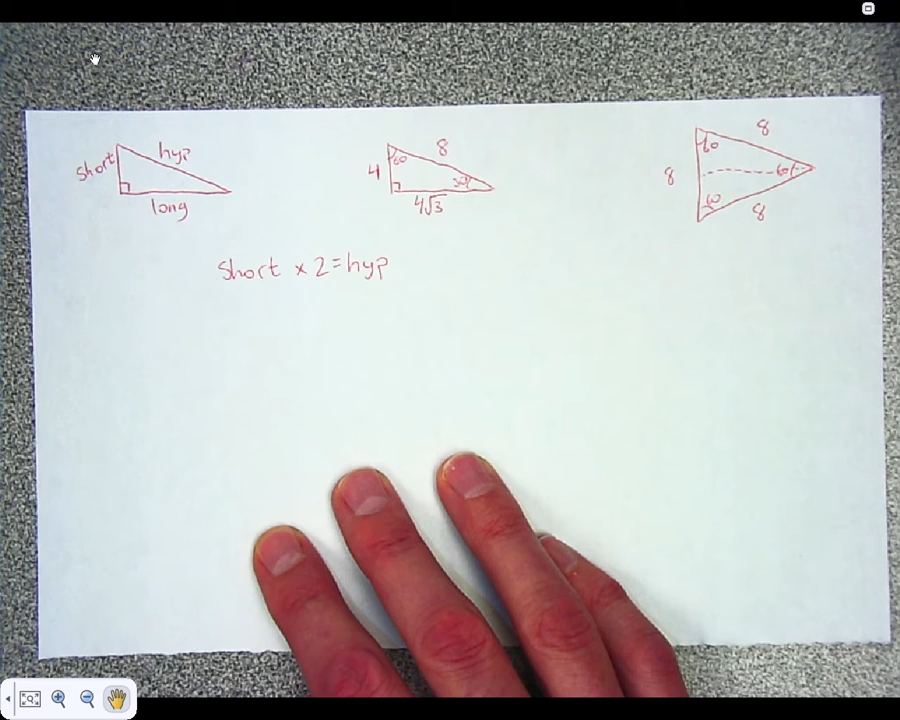 short hyp
long
60 8
4 30
4√3
8
60
8 60
60 8
short × 2 = hyp